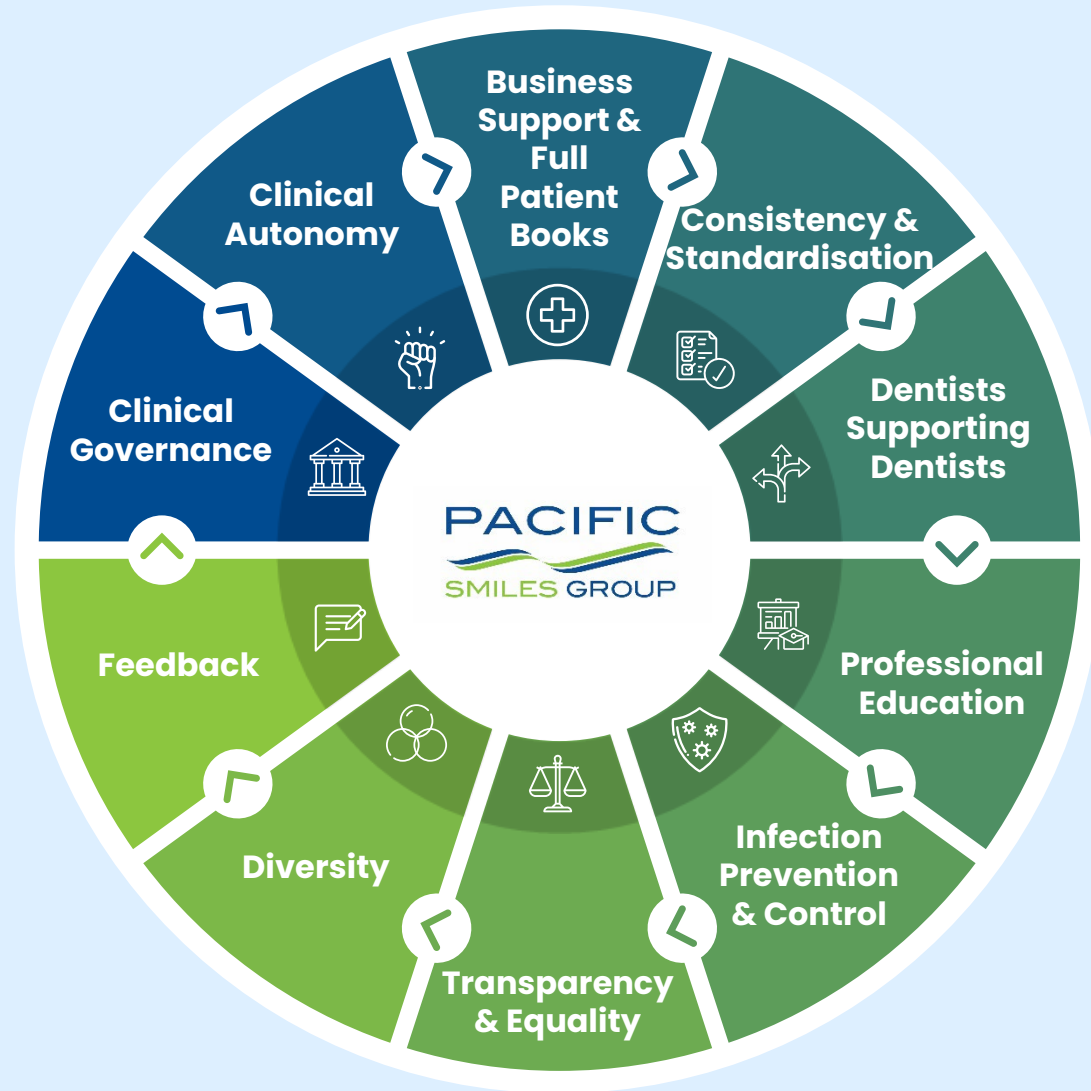 Business
Support &
Full
Patient
Books
Consistency &
Standardisation
Dentists
Supporting
Dentists
Professional
Education
Infection
Prevention
& Control
Transparency
& Equality
Diversity
Feedback
Clinical
Governance
Clinical
Autonomy
PACIFIC
SMILES GROUP